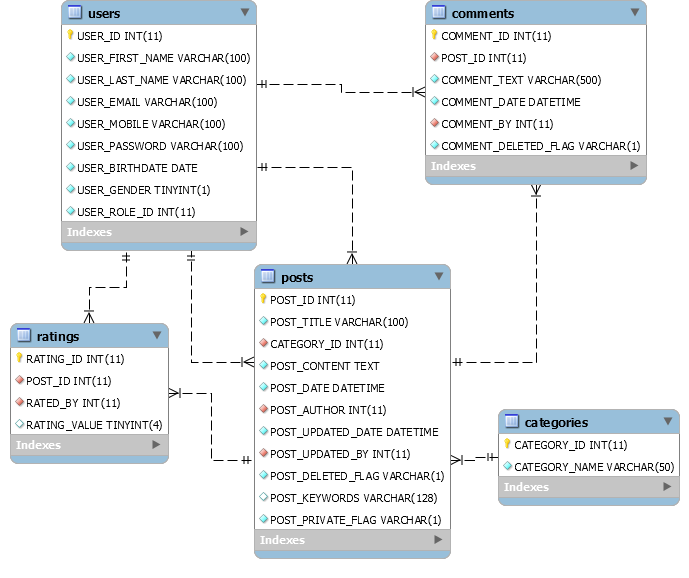 users
USER_ID INT(11)
USER_FIRST_NAME VARCHAR(100)
USER_LAST_NAME VARCHAR(100)
USER_EMAIL VARCHAR(100)
USER_MOBILE VARCHAR(100)
USER_PASSWORD VARCHAR(100)
USER_BIRTHDATE DATE
USER_GENDER TINYINT(1)
USER_ROLE_ID INT(11)
Indexes
comments
COMMENT_ID INT(11)
POST_ID INT(11)
COMMENT_TEXT VARCHAR(500)
COMMENT_DATE DATETIME
COMMENT_BY INT(11)
COMMENT_DELETED_FLAG VARCHAR(1)
Indexes
posts
POST_ID INT(11)
POST_TITLE VARCHAR(100)
CATEGORY_ID INT(11)
POST_CONTENT TEXT
POST_DATE DATETIME
POST_AUTHOR INT(11)
POST_UPDATED_DATE DATETIME
POST_UPDATED_BY INT(11)
POST_DELETED_FLAG VARCHAR(1)
POST_KEYWORDS VARCHAR(128)
POST_PRIVATE_FLAG VARCHAR(1)
Indexes
ratings
RATING_ID INT(11)
POST_ID INT(11)
RATED_BY INT(11)
RATING_VALUE TINYINT(4)
Indexes
categories
CATEGORY_ID INT(11)
CATEGORY_NAME VARCHAR(50)
Indexes